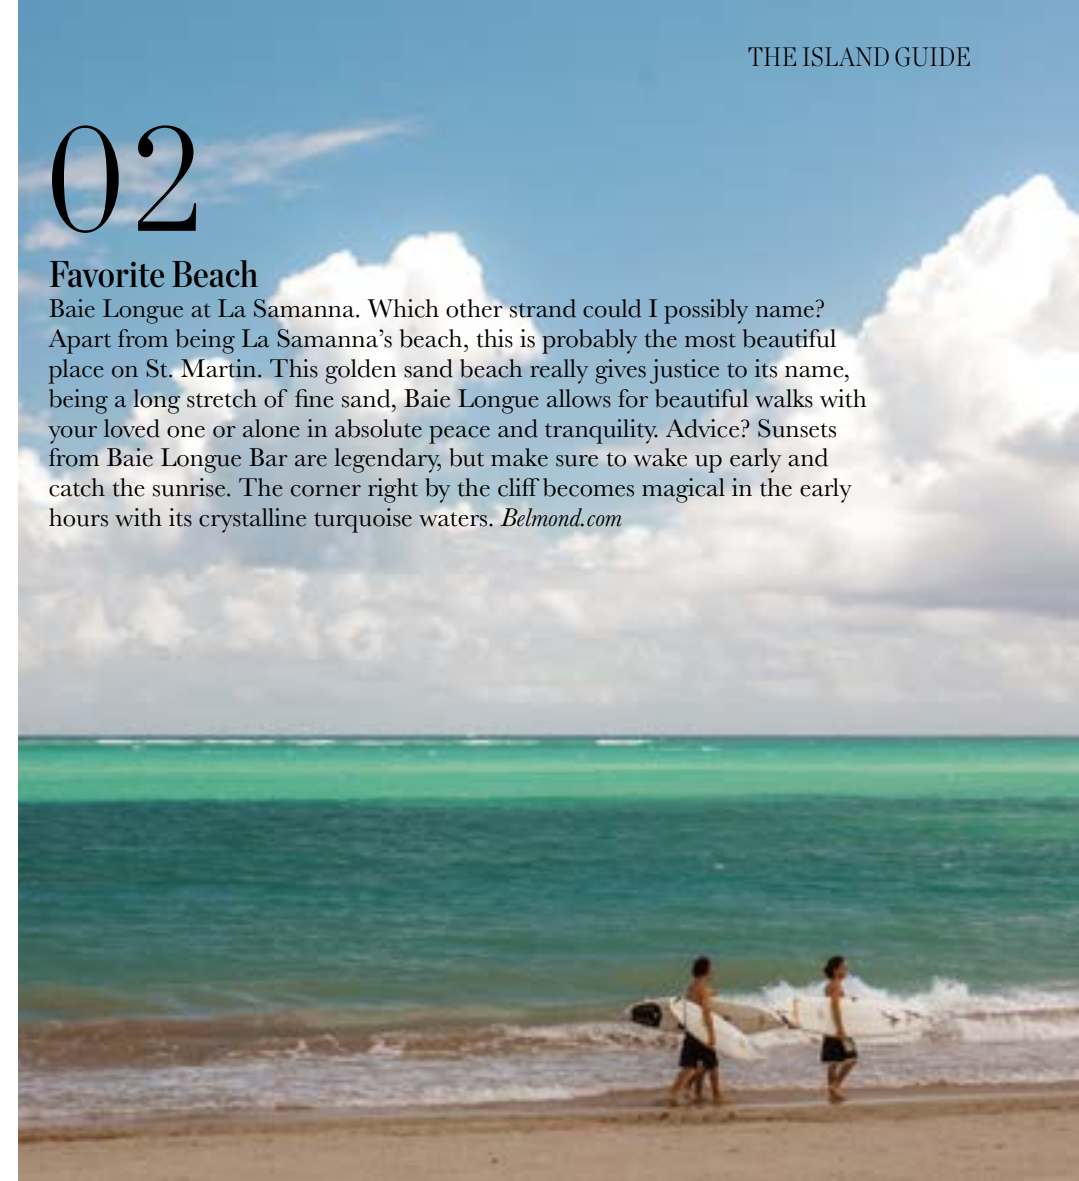 THE ISLAND GUIDE
02
Favorite Beach
Baie Longue at La Samanna. Which other strand could I possibly name?
Apart from being La Samanna’s beach, this is probably the most beautiful
place on St. Martin. This golden sand beach really gives justice to its name,
being a long stretch of fine sand, Baie Longue allows for beautiful walks with
your loved one or alone in absolute peace and tranquility. Advice? Sunsets
from Baie Longue Bar are legendary, but make sure to wake up early and
catch the sunrise. The corner right by the cliff becomes magical in the early
hours with its crystalline turquoise waters. Belmond.com